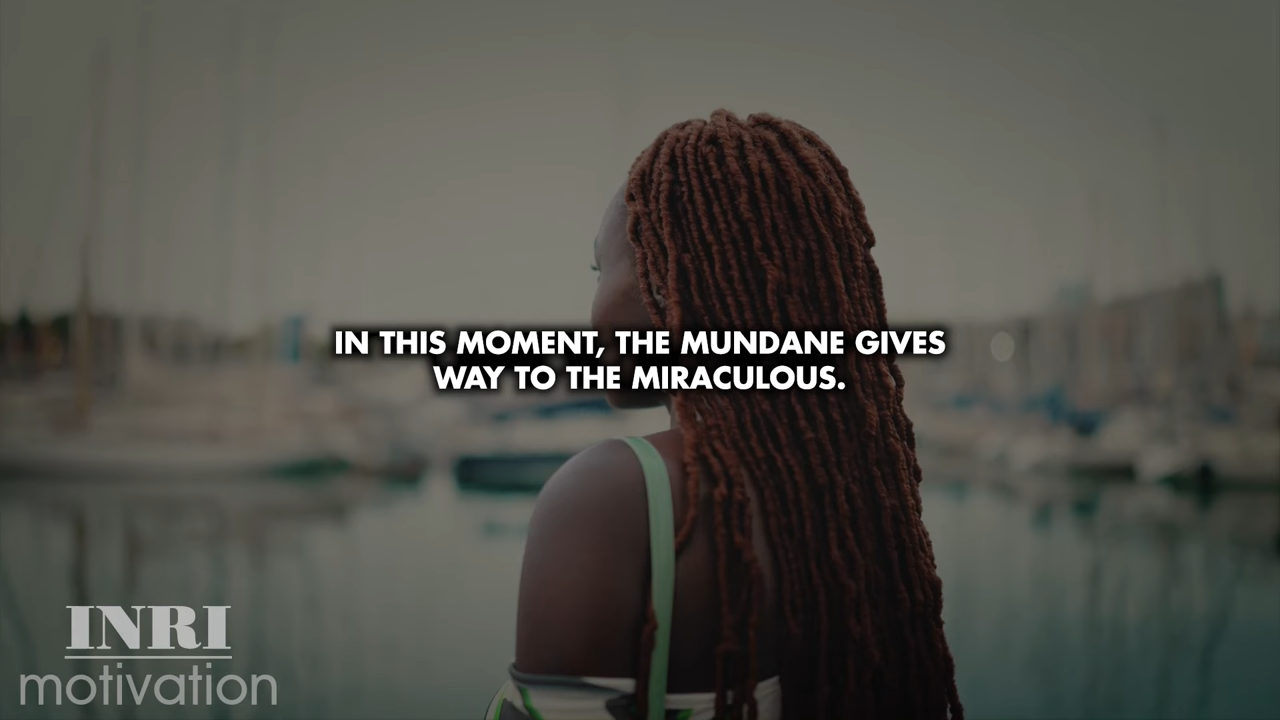 IN THIS MOMENT, THE MUNDANE GIVES
WAY TO THE MIRACULOUS.
INRI
motivation